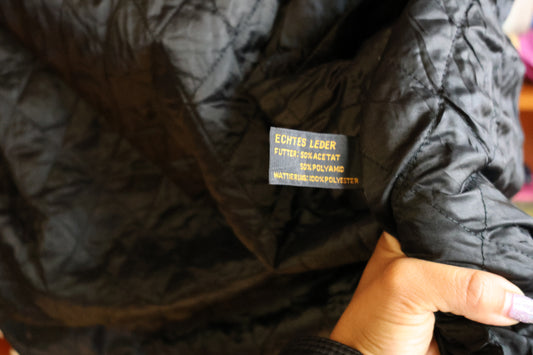 ECHTES LEDER
FUTTER: 50% ACETAT
50% POLYAMID
WATTIERUNG: 100% POLYESTER